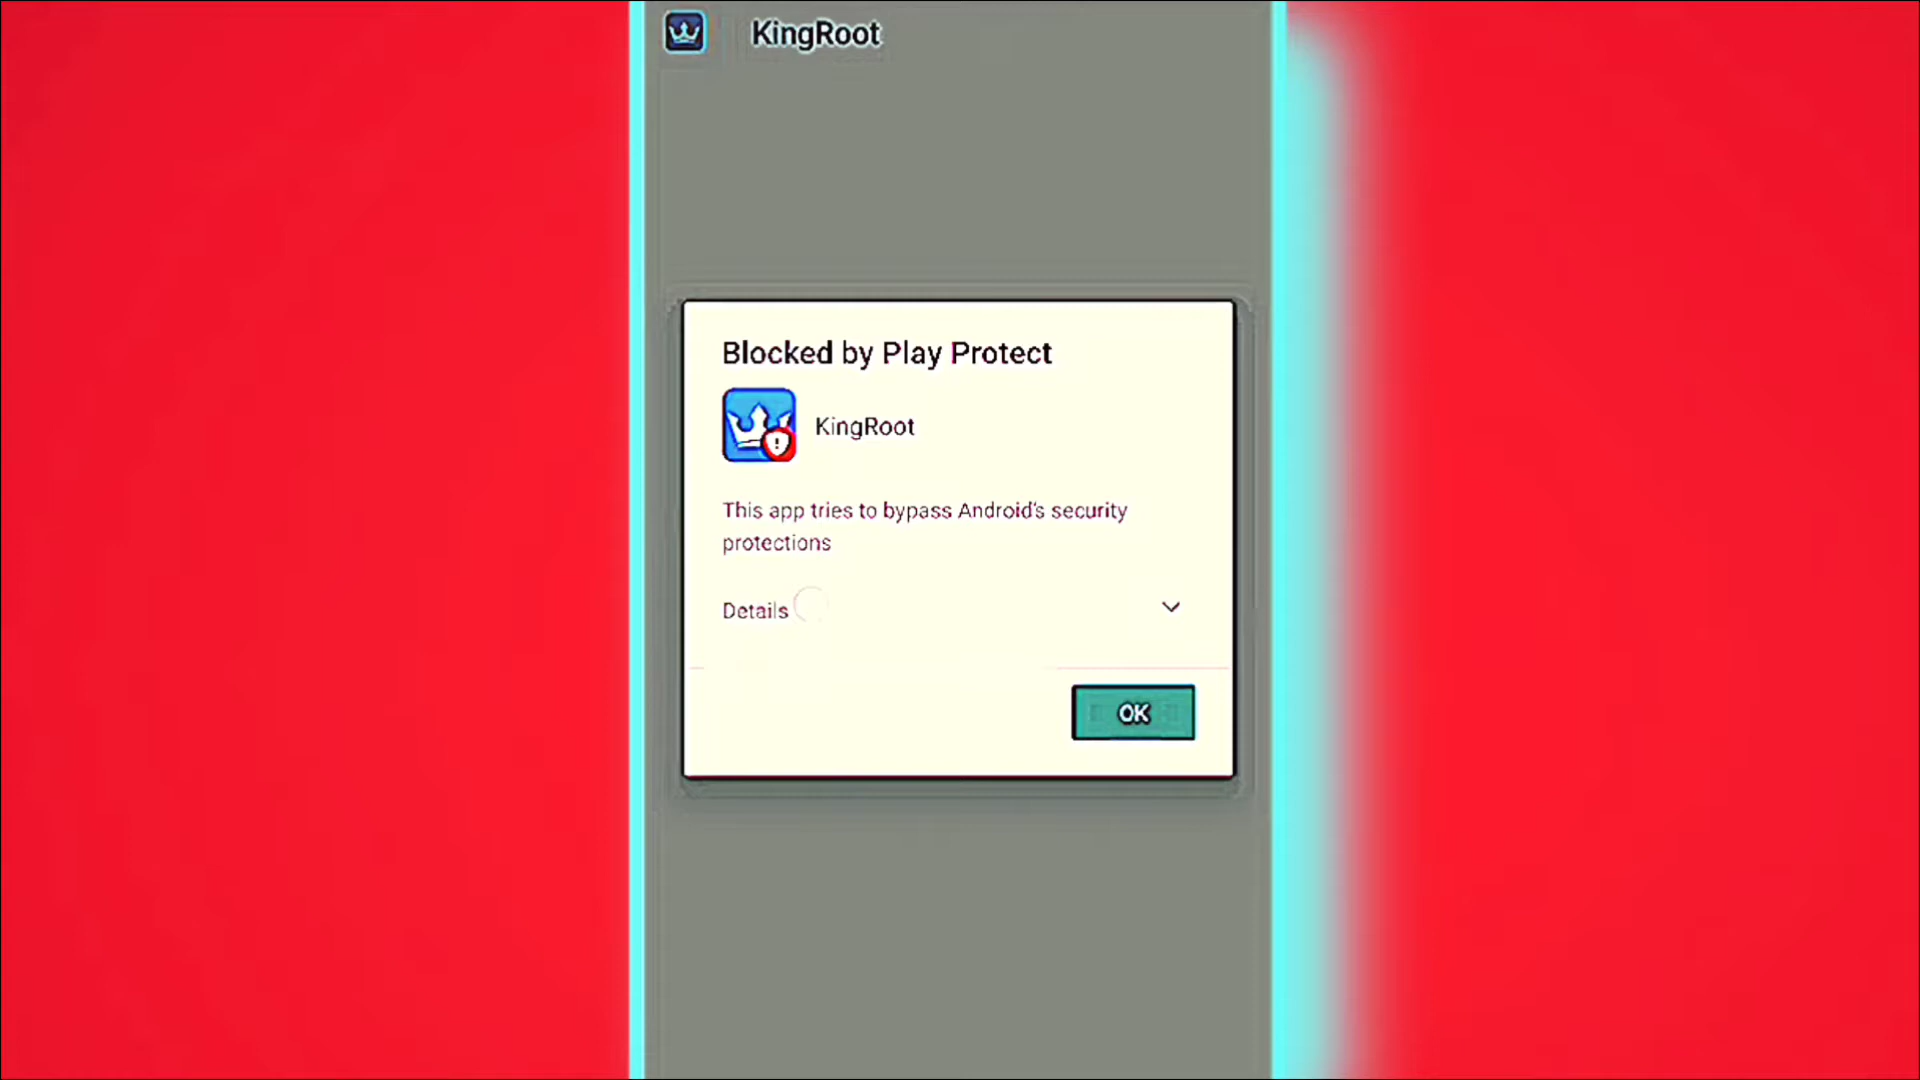 KingRoot
Blocked by Play Protect
KingRoot
This app tries to bypass Android's security
protections
Details
OK